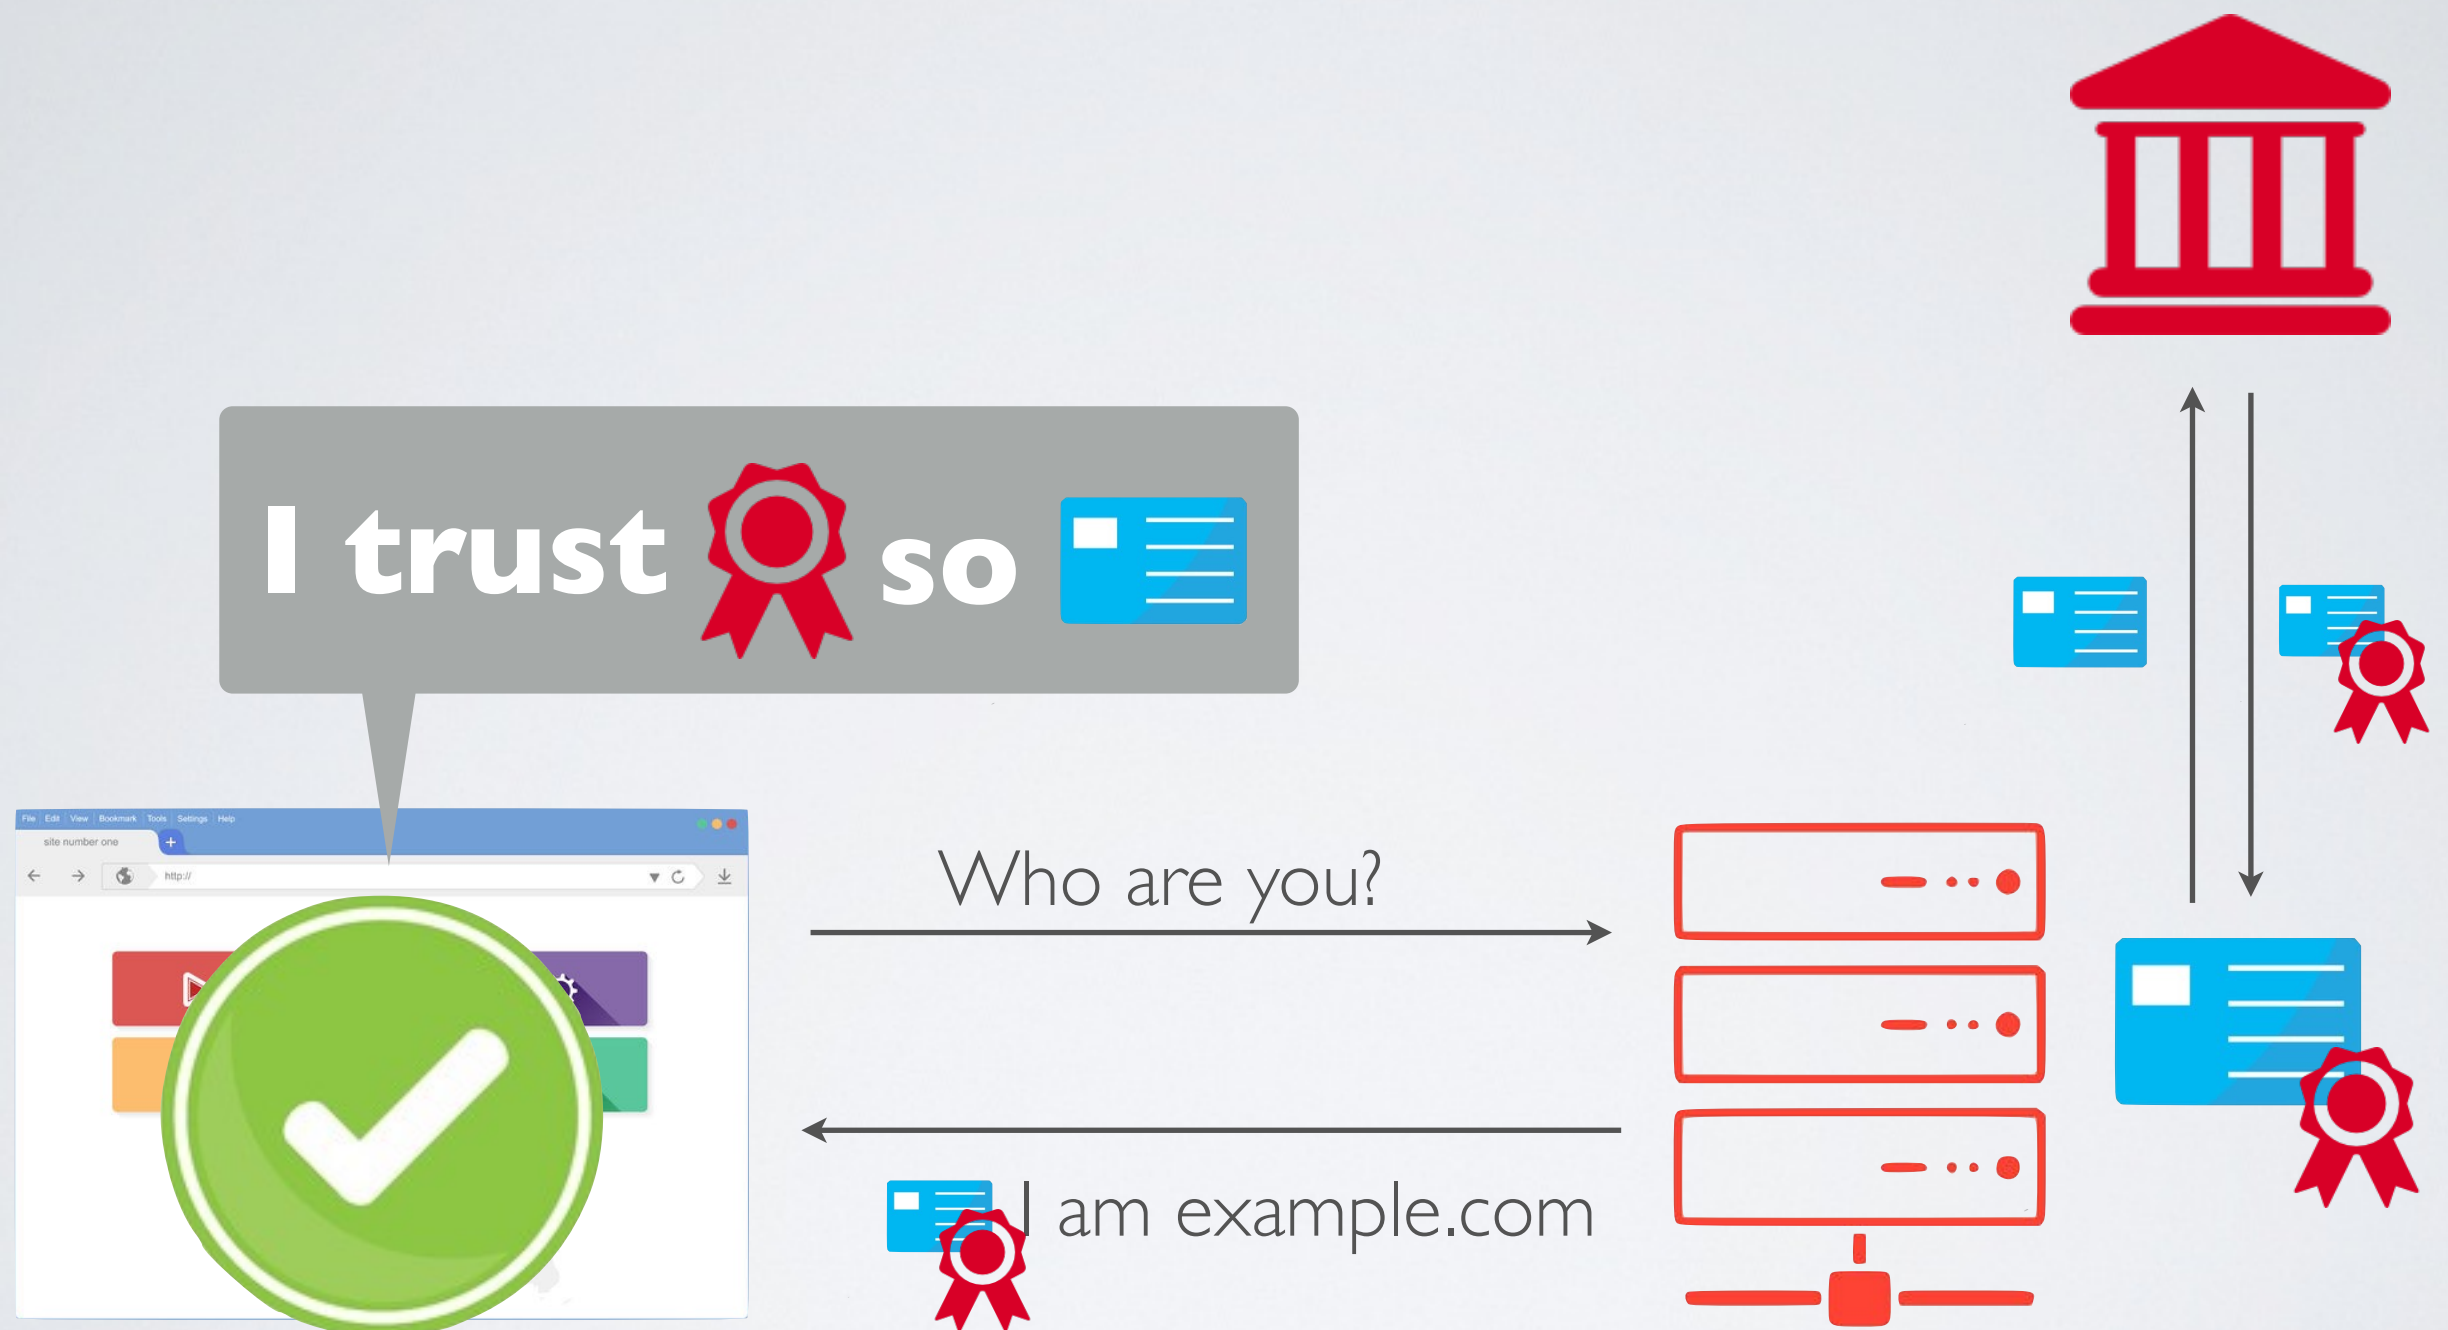 I trust so
File Edit View Bookmark Tools Settings Help
site number one
+
http://
Who are you?
I am example.com